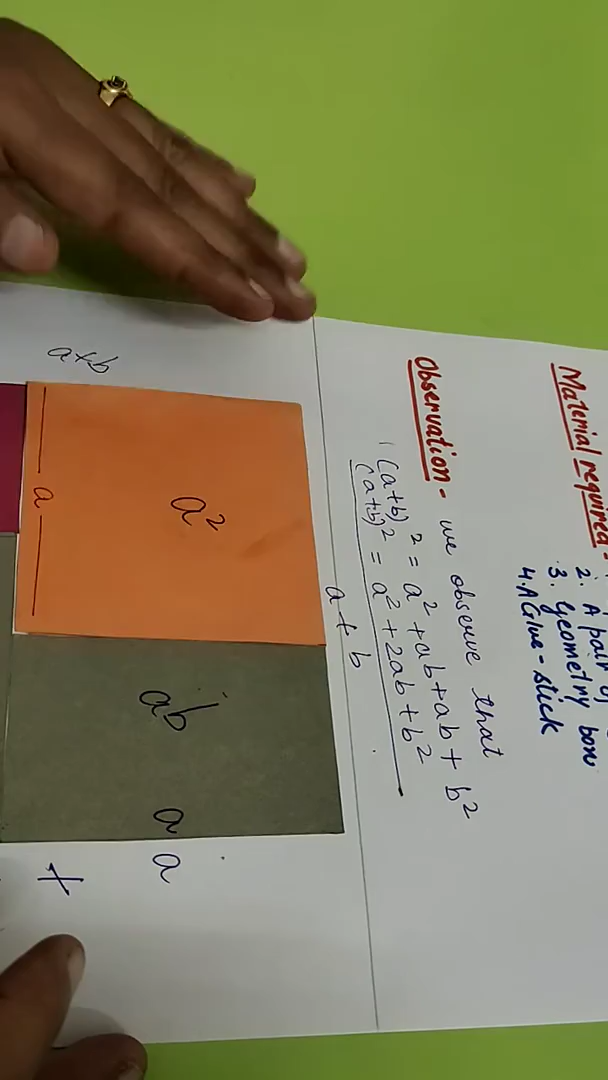 Material required -
2. A pair of
3. Geometry box
4. A Glue-stick
Observation - we observe that
(a+b)² = a² + ab + ab + b²
(a+b)² = a² + 2ab + b²
a + b
a+b
a²
ab
a
a
a
+